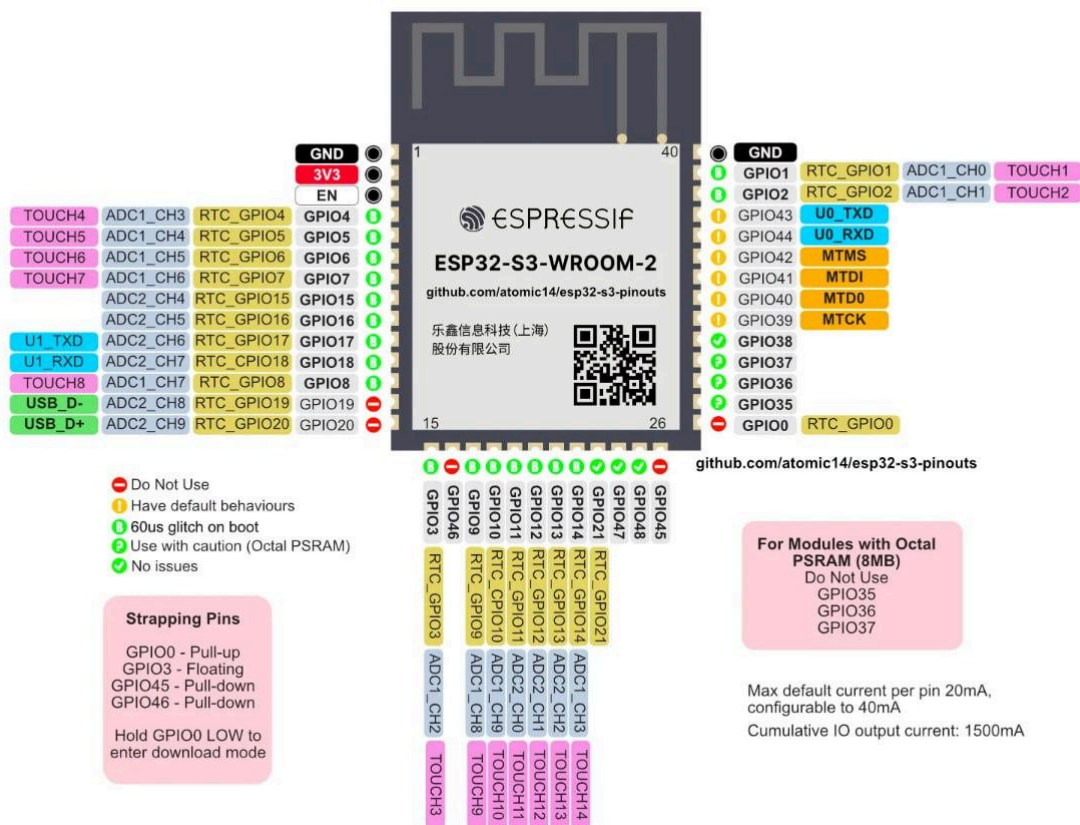 1
40
GND
3V3
EN
TOUCH4 ADC1_CH3 RTC_GPIO4 GPIO4
TOUCH5 ADC1_CH4 RTC_GPIO5 GPIO5
TOUCH6 ADC1_CH5 RTC_GPIO6 GPIO6
TOUCH7 ADC1_CH6 RTC_GPIO7 GPIO7
ADC2_CH4 RTC_GPIO15 GPIO15
ADC2_CH5 RTC_GPIO16 GPIO16
U1_TXD ADC2_CH6 RTC_GPIO17 GPIO17
U1_RXD ADC2_CH7 RTC_CPIO18 GPIO18
TOUCH8 ADC1_CH7 RTC_GPIO8 GPIO8
USB_D- ADC2_CH8 RTC_GPIO19 GPIO19
USB_D+ ADC2_CH9 RTC_GPIO20 GPIO20
ESPRESSIF
ESP32-S3-WROOM-2
github.com/atomic14/esp32-s3-pinouts
乐鑫信息科技(上海)
股份有限公司
15
26
GND
GPIO1 RTC_GPIO1 ADC1_CH0 TOUCH1
GPIO2 RTC_GPIO2 ADC1_CH1 TOUCH2
GPIO43 U0_TXD
GPIO44 U0_RXD
GPIO42 MTMS
GPIO41 MTDI
GPIO40 MTD0
GPIO39 MTCK
GPIO38
GPIO37
GPIO36
GPIO35
GPIO0 RTC_GPIO0
github.com/atomic14/esp32-s3-pinouts
GPIO3 RTC_GPIO3 ADC1_CH2 TOUCH3
GPIO46
GPIO9 RTC_GPIO9 ADC1_CH8 TOUCH9
GPIO10 RTC_CPIO10 ADC1_CH9 TOUCH10
GPIO11 RTC_GPIO11 ADC2_CH0 TOUCH11
GPIO12 RTC_GPIO12 ADC2_CH1 TOUCH12
GPIO13 RTC_GPIO13 ADC2_CH2 TOUCH13
GPIO14 RTC_GPIO14 ADC1_CH3 TOUCH14
GPIO21 RTC_GPIO21
GPIO47
GPIO48
GPIO45
Do Not Use
Have default behaviours
60us glitch on boot
Use with caution (Octal PSRAM)
No issues
Strapping Pins
GPIO0 - Pull-up
GPIO3 - Floating
GPIO45 - Pull-down
GPIO46 - Pull-down
Hold GPIO0 LOW to
enter download mode
For Modules with Octal
PSRAM (8MB)
Do Not Use
GPIO35
GPIO36
GPIO37
Max default current per pin 20mA,
configurable to 40mA
Cumulative IO output current: 1500mA